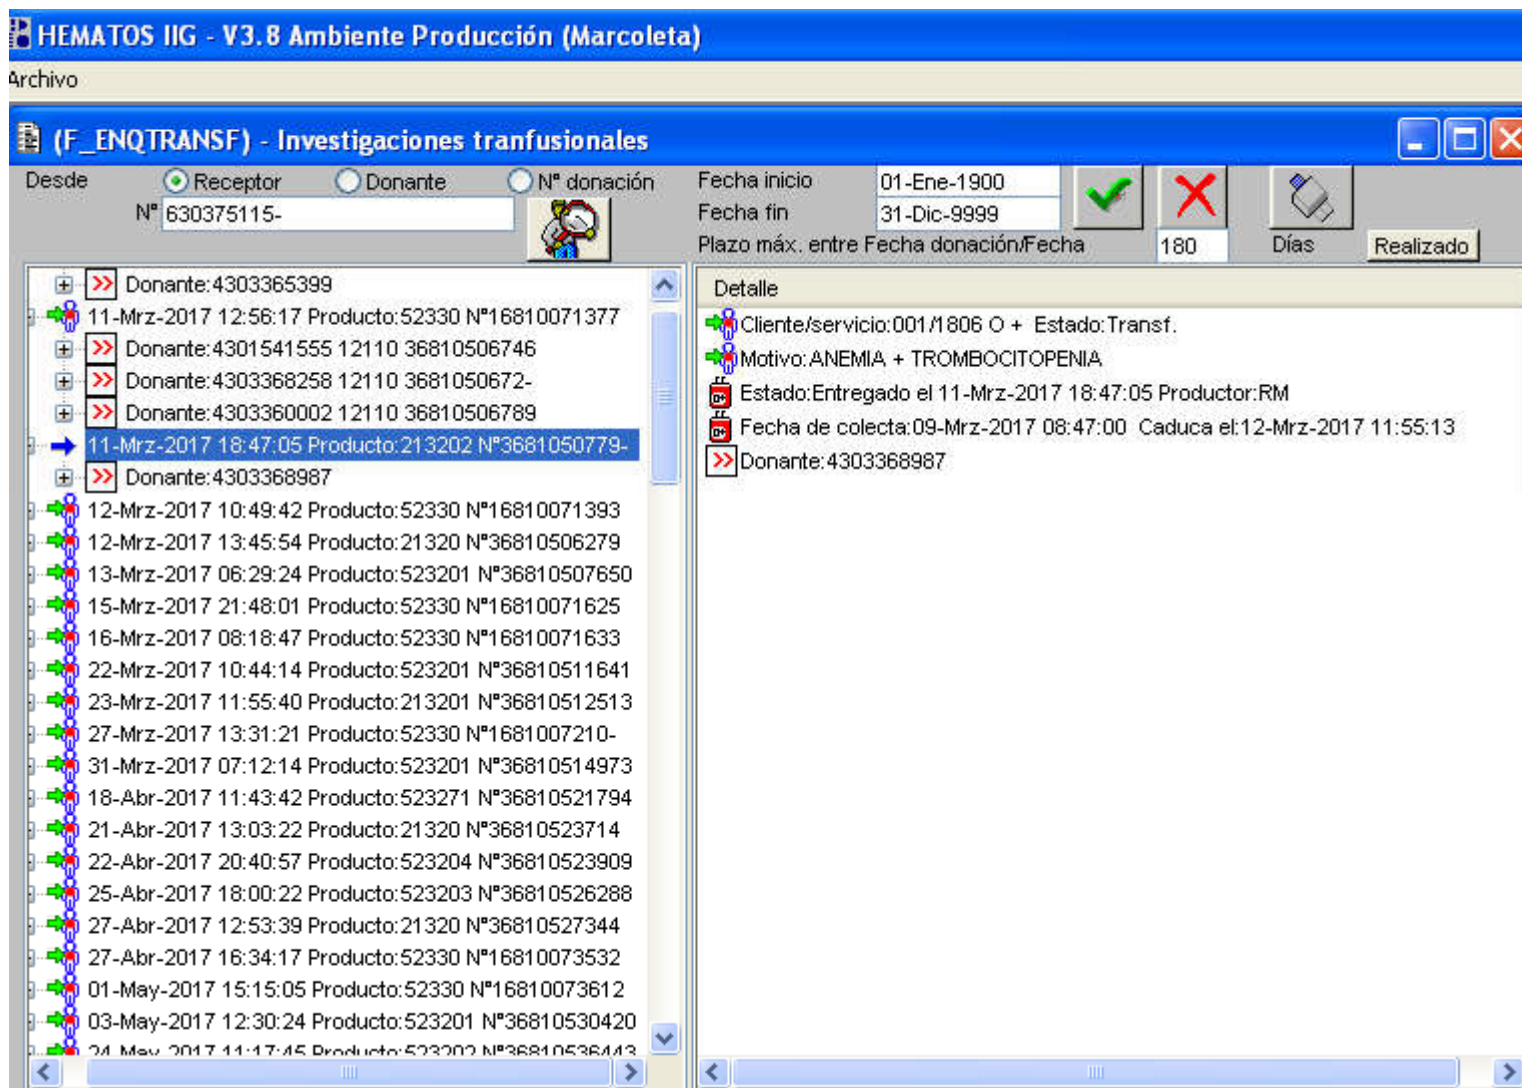 HEMATOS IIG - V3.8 Ambiente Producción (Marcoleta)
Archivo
(F_ENQTRANSF) - Investigaciones tranfusionales
Desde Receptor Donante N° donación
N° 630375115-
Fecha inicio 01-Ene-1900
Fecha fin 31-Dic-9999
Plazo máx. entre Fecha donación/Fecha 180 Días Realizado
Donante:4303365399
11-Mrz-2017 12:56:17 Producto:52330 N°16810071377
Donante:4301541555 12110 36810506746
Donante:4303368258 12110 3681050672-
Donante:4303360002 12110 36810506789
11-Mrz-2017 18:47:05 Producto:213202 N°3681050779-
Donante:4303368987
12-Mrz-2017 10:49:42 Producto:52330 N°16810071393
12-Mrz-2017 13:45:54 Producto:21320 N°36810506279
13-Mrz-2017 06:29:24 Producto:523201 N°36810507650
15-Mrz-2017 21:48:01 Producto:52330 N°16810071625
16-Mrz-2017 08:18:47 Producto:52330 N°16810071633
22-Mrz-2017 10:44:14 Producto:523201 N°36810511641
23-Mrz-2017 11:55:40 Producto:213201 N°36810512513
27-Mrz-2017 13:31:21 Producto:52330 N°1681007210-
31-Mrz-2017 07:12:14 Producto:523201 N°36810514973
18-Abr-2017 11:43:42 Producto:523271 N°36810521794
21-Abr-2017 13:03:22 Producto:21320 N°36810523714
22-Abr-2017 20:40:57 Producto:523204 N°36810523909
25-Abr-2017 18:00:22 Producto:523203 N°36810526288
27-Abr-2017 12:53:39 Producto:21320 N°36810527344
27-Abr-2017 16:34:17 Producto:52330 N°16810073532
01-May-2017 15:15:05 Producto:52330 N°16810073612
03-May-2017 12:30:24 Producto:523201 N°36810530420
24-May-2017 11:17:45 Producto:523202 N°36810536443
Detalle
Cliente/servicio:001/1806 O + Estado:Transf.
Motivo:ANEMIA + TROMBOCITOPENIA
Estado:Entregado el 11-Mrz-2017 18:47:05 Productor:RM
Fecha de colecta:09-Mrz-2017 08:47:00 Caduca el:12-Mrz-2017 11:55:13
Donante:4303368987